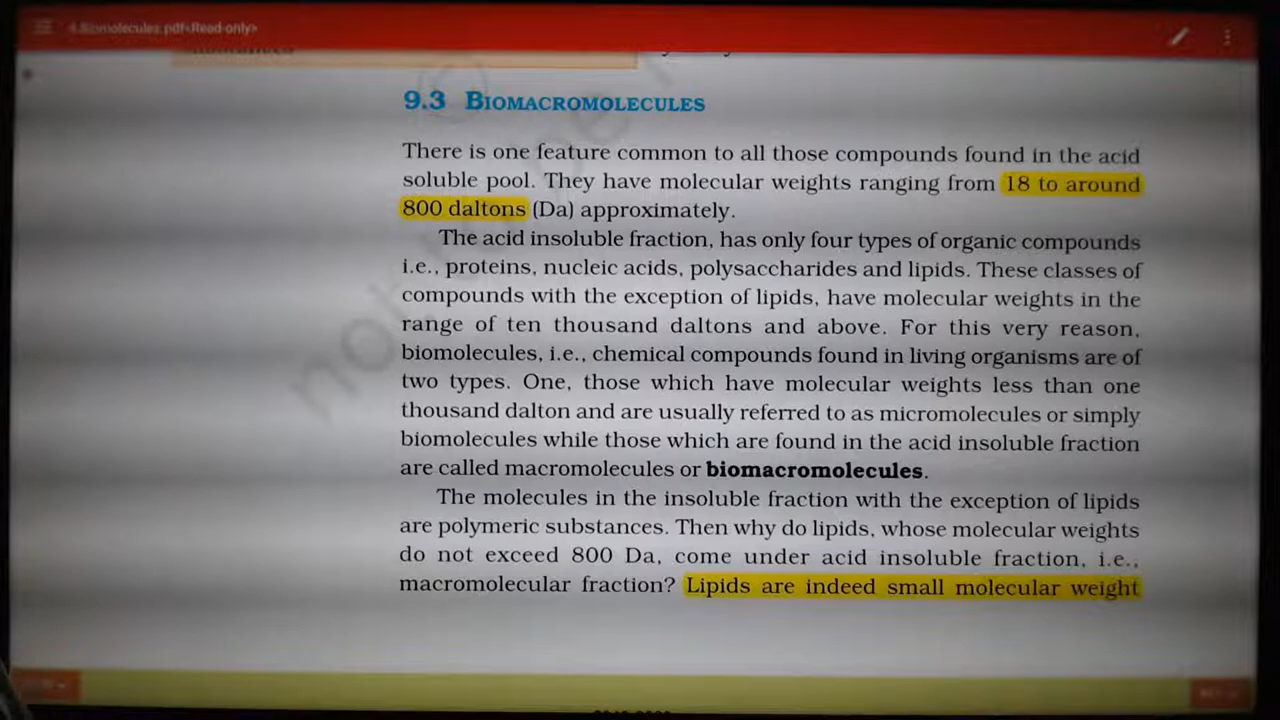 4.Biomolecules.pdf<Read-only>
9.3 BIOMACROMOLECULES
There is one feature common to all those compounds found in the acid
soluble pool. They have molecular weights ranging from 18 to around
800 daltons (Da) approximately.
The acid insoluble fraction, has only four types of organic compounds
i.e., proteins, nucleic acids, polysaccharides and lipids. These classes of
compounds with the exception of lipids, have molecular weights in the
range of ten thousand daltons and above. For this very reason,
biomolecules, i.e., chemical compounds found in living organisms are of
two types. One, those which have molecular weights less than one
thousand dalton and are usually referred to as micromolecules or simply
biomolecules while those which are found in the acid insoluble fraction
are called macromolecules or biomacromolecules.
The molecules in the insoluble fraction with the exception of lipids
are polymeric substances. Then why do lipids, whose molecular weights
do not exceed 800 Da, come under acid insoluble fraction, i.e.,
macromolecular fraction? Lipids are indeed small molecular weight
not